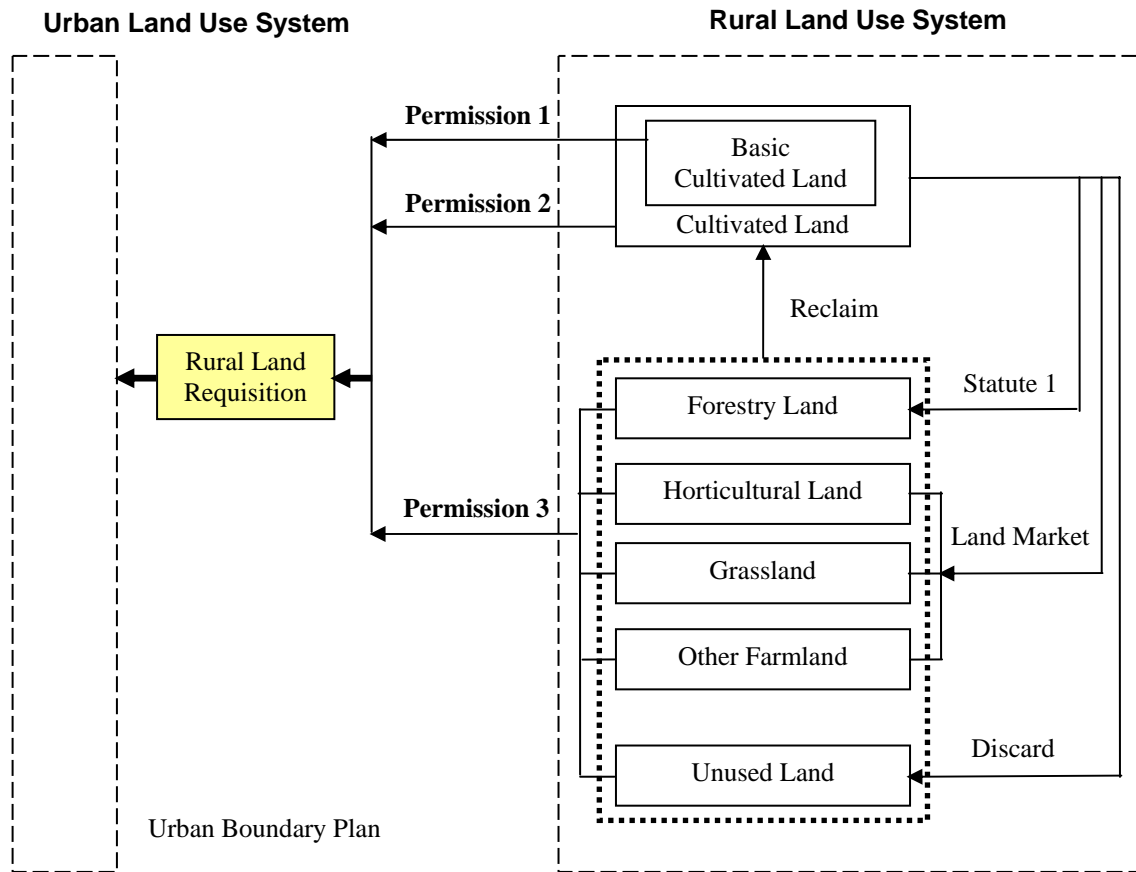 Urban Land Use System
Rural Land Use System
Permission 1
Basic
Cultivated Land
Permission 2
Cultivated Land
Reclaim
Rural Land
Requisition
Statute 1
Forestry Land
Horticultural Land
Permission 3
Land Market
Grassland
Other Farmland
Discard
Unused Land
Urban Boundary Plan